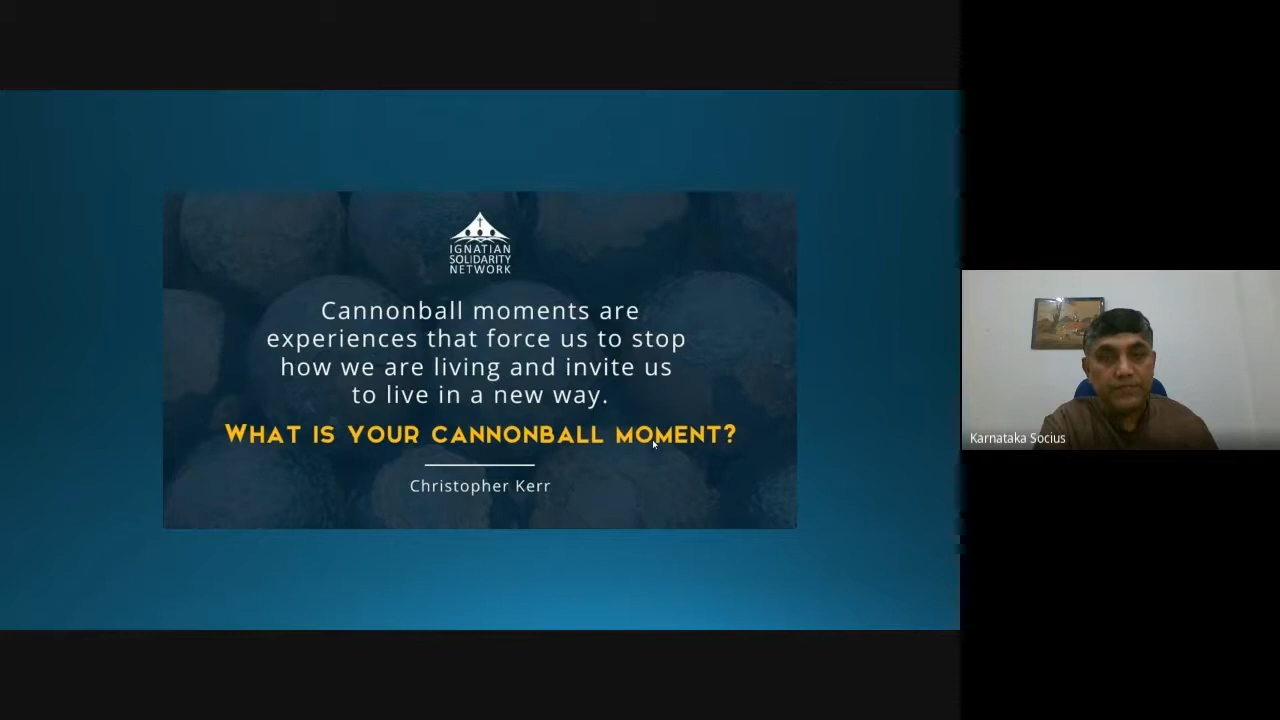 IGNATIAN
SOLIDARITY
NETWORK
Cannonball moments are
experiences that force us to stop
how we are living and invite us
to live in a new way.
WHAT IS YOUR CANNONBALL MOMENT?
Christopher Kerr
Karnataka Socius